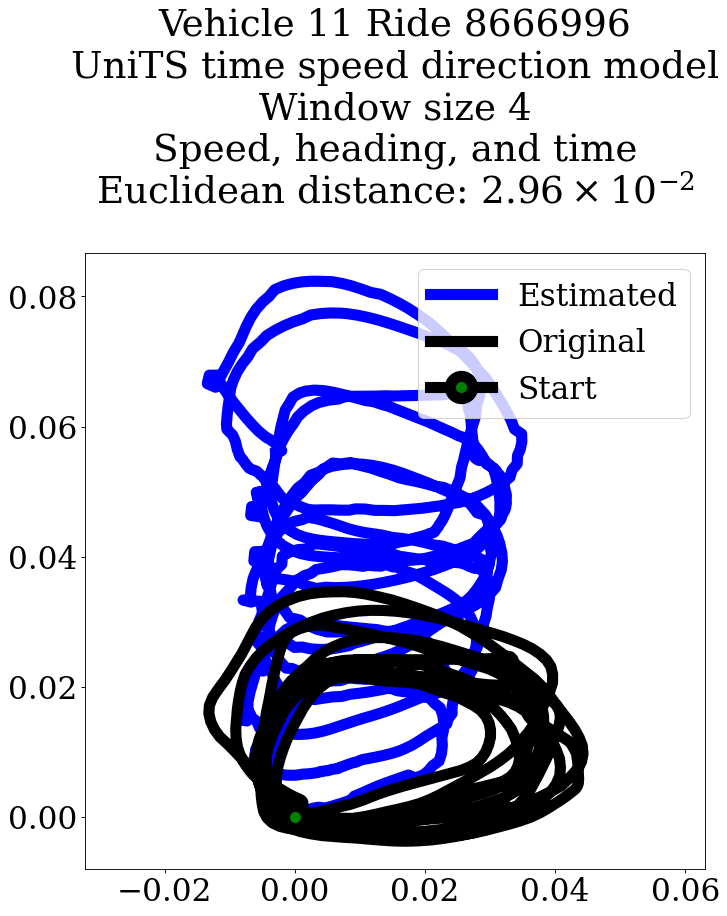 Vehicle 11 Ride 8666996
UniTS time speed direction model
Window size 4
Speed, heading, and time
Euclidean distance: 2.96 × 10⁻²
Estimated
Original
Start
0.08
0.06
0.04
0.02
0.00
−0.02 0.00 0.02 0.04 0.06